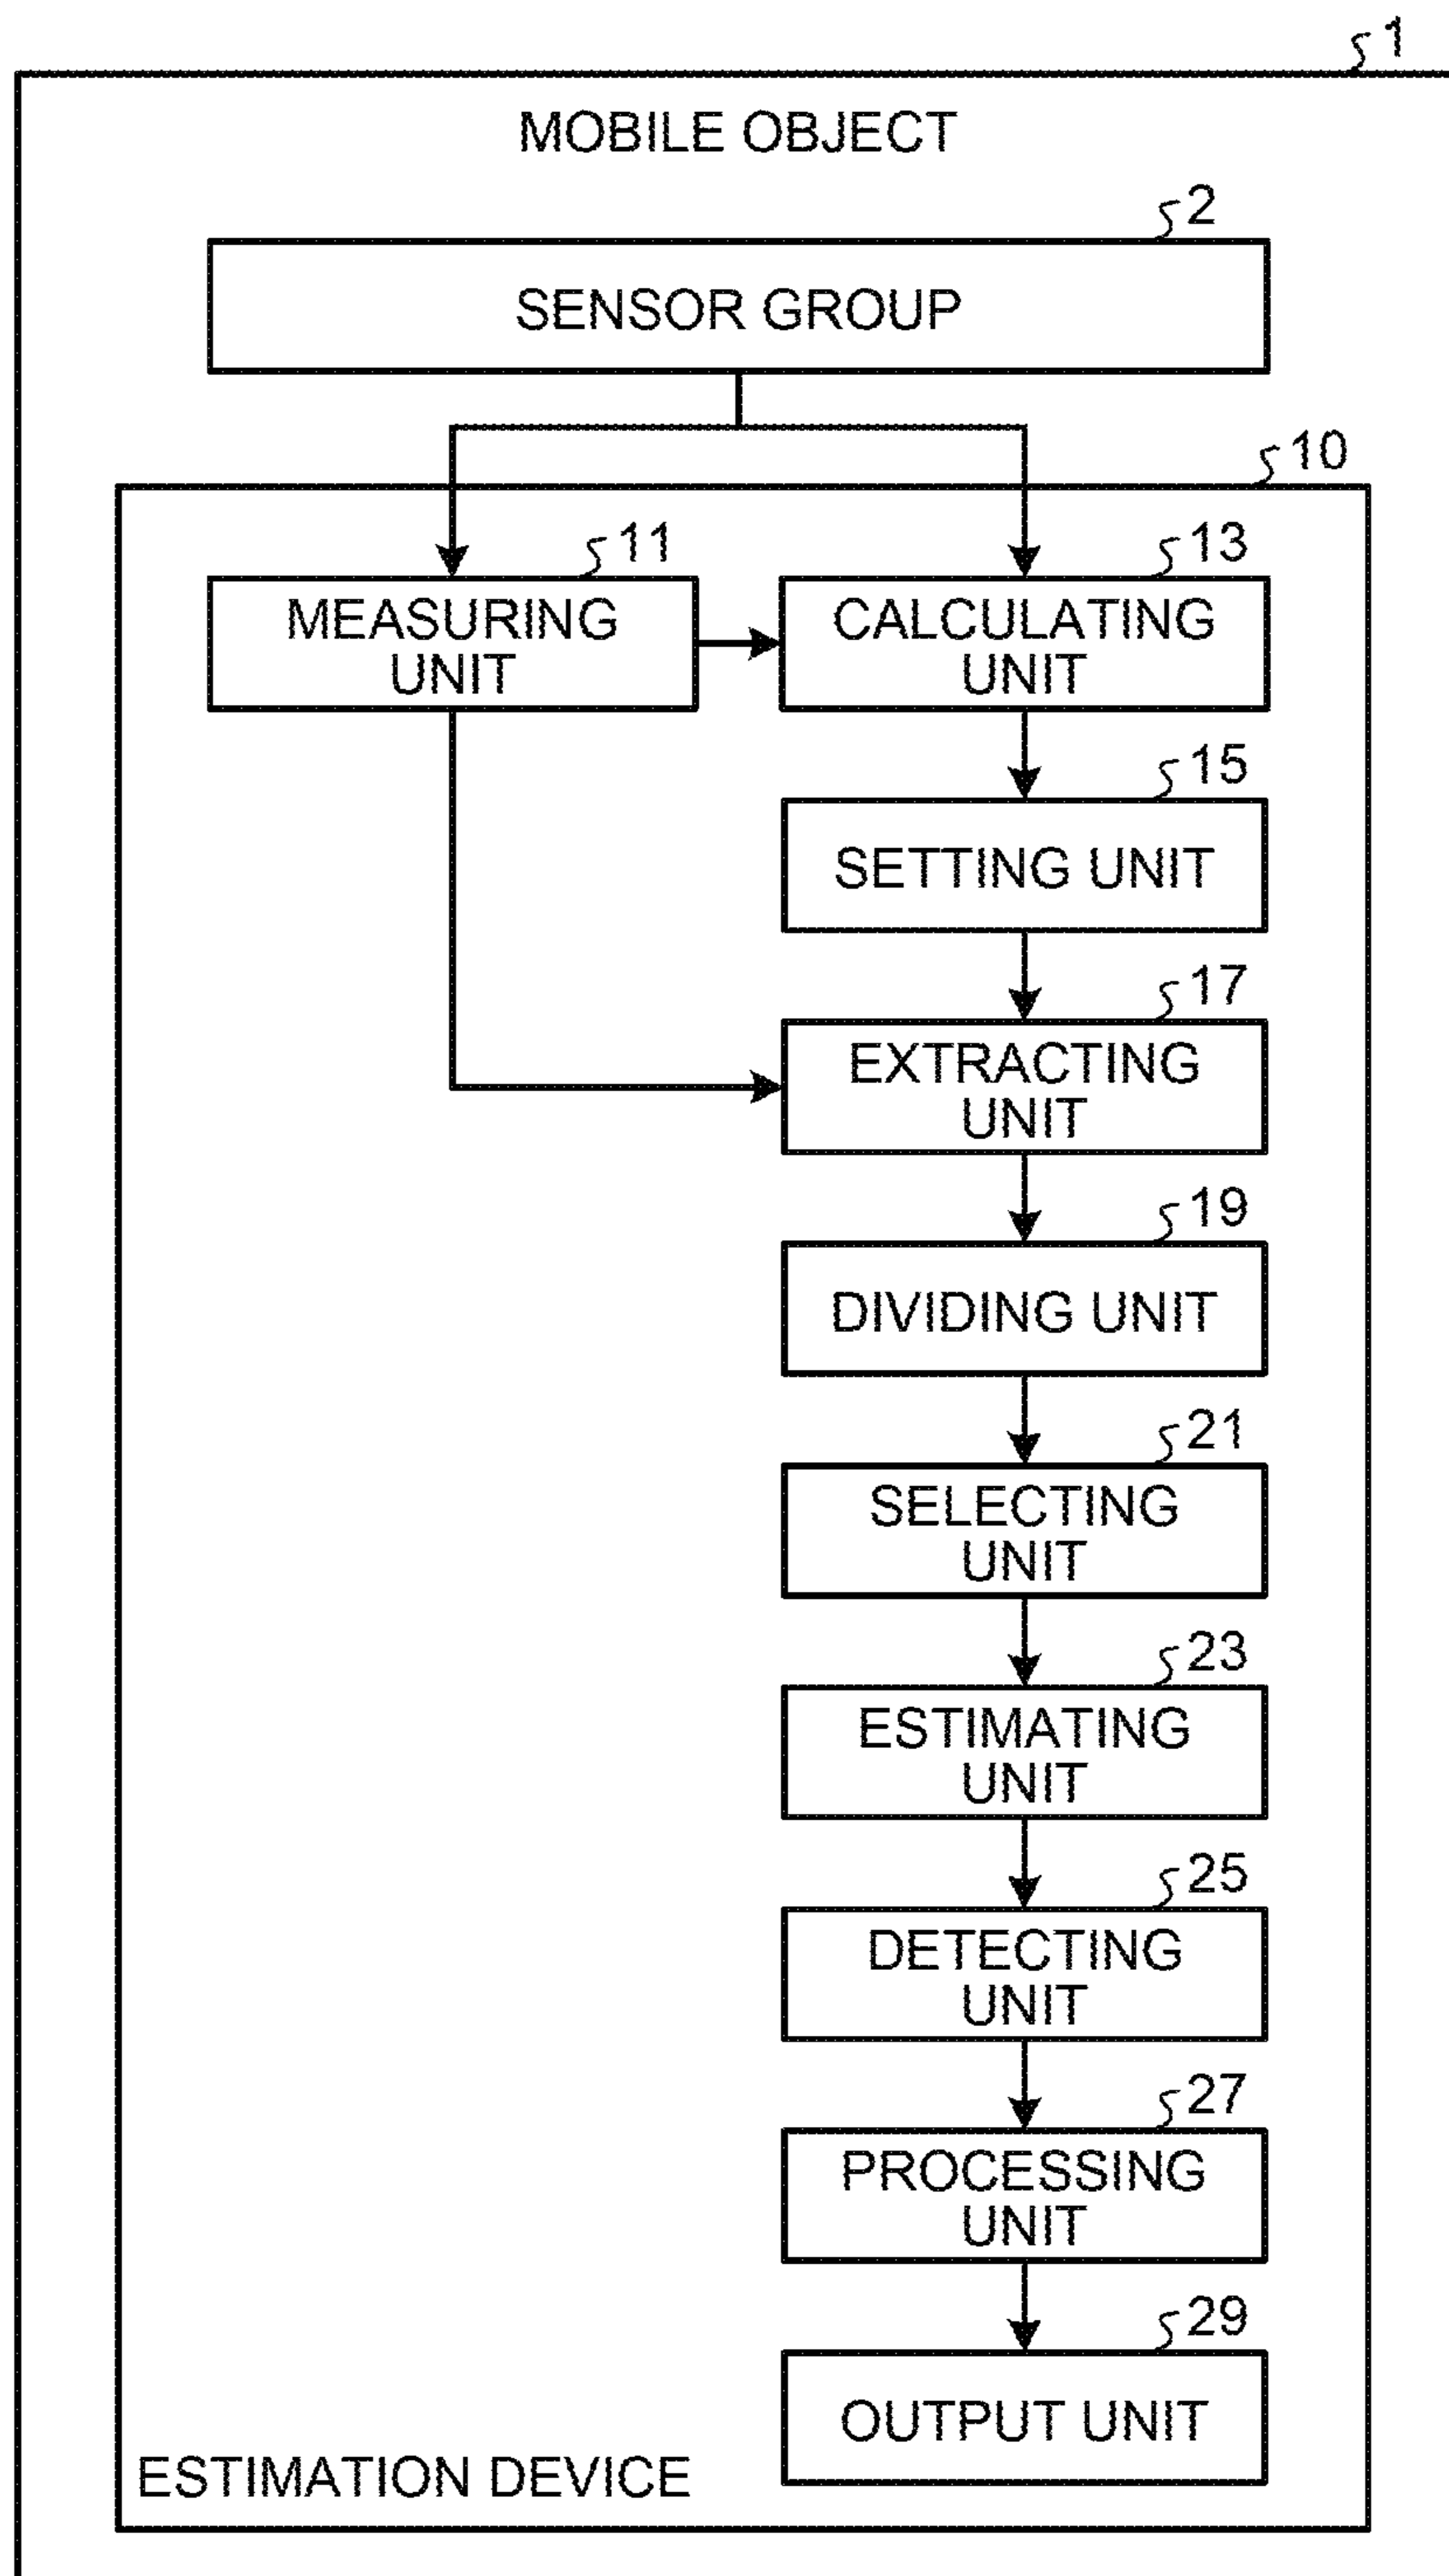 1
MOBILE OBJECT
2
SENSOR GROUP
10
11
13
MEASURING
UNIT
CALCULATING
UNIT
15
SETTING UNIT
17
EXTRACTING
UNIT
19
DIVIDING UNIT
21
SELECTING
UNIT
23
ESTIMATING
UNIT
25
DETECTING
UNIT
27
PROCESSING
UNIT
29
OUTPUT UNIT
ESTIMATION DEVICE